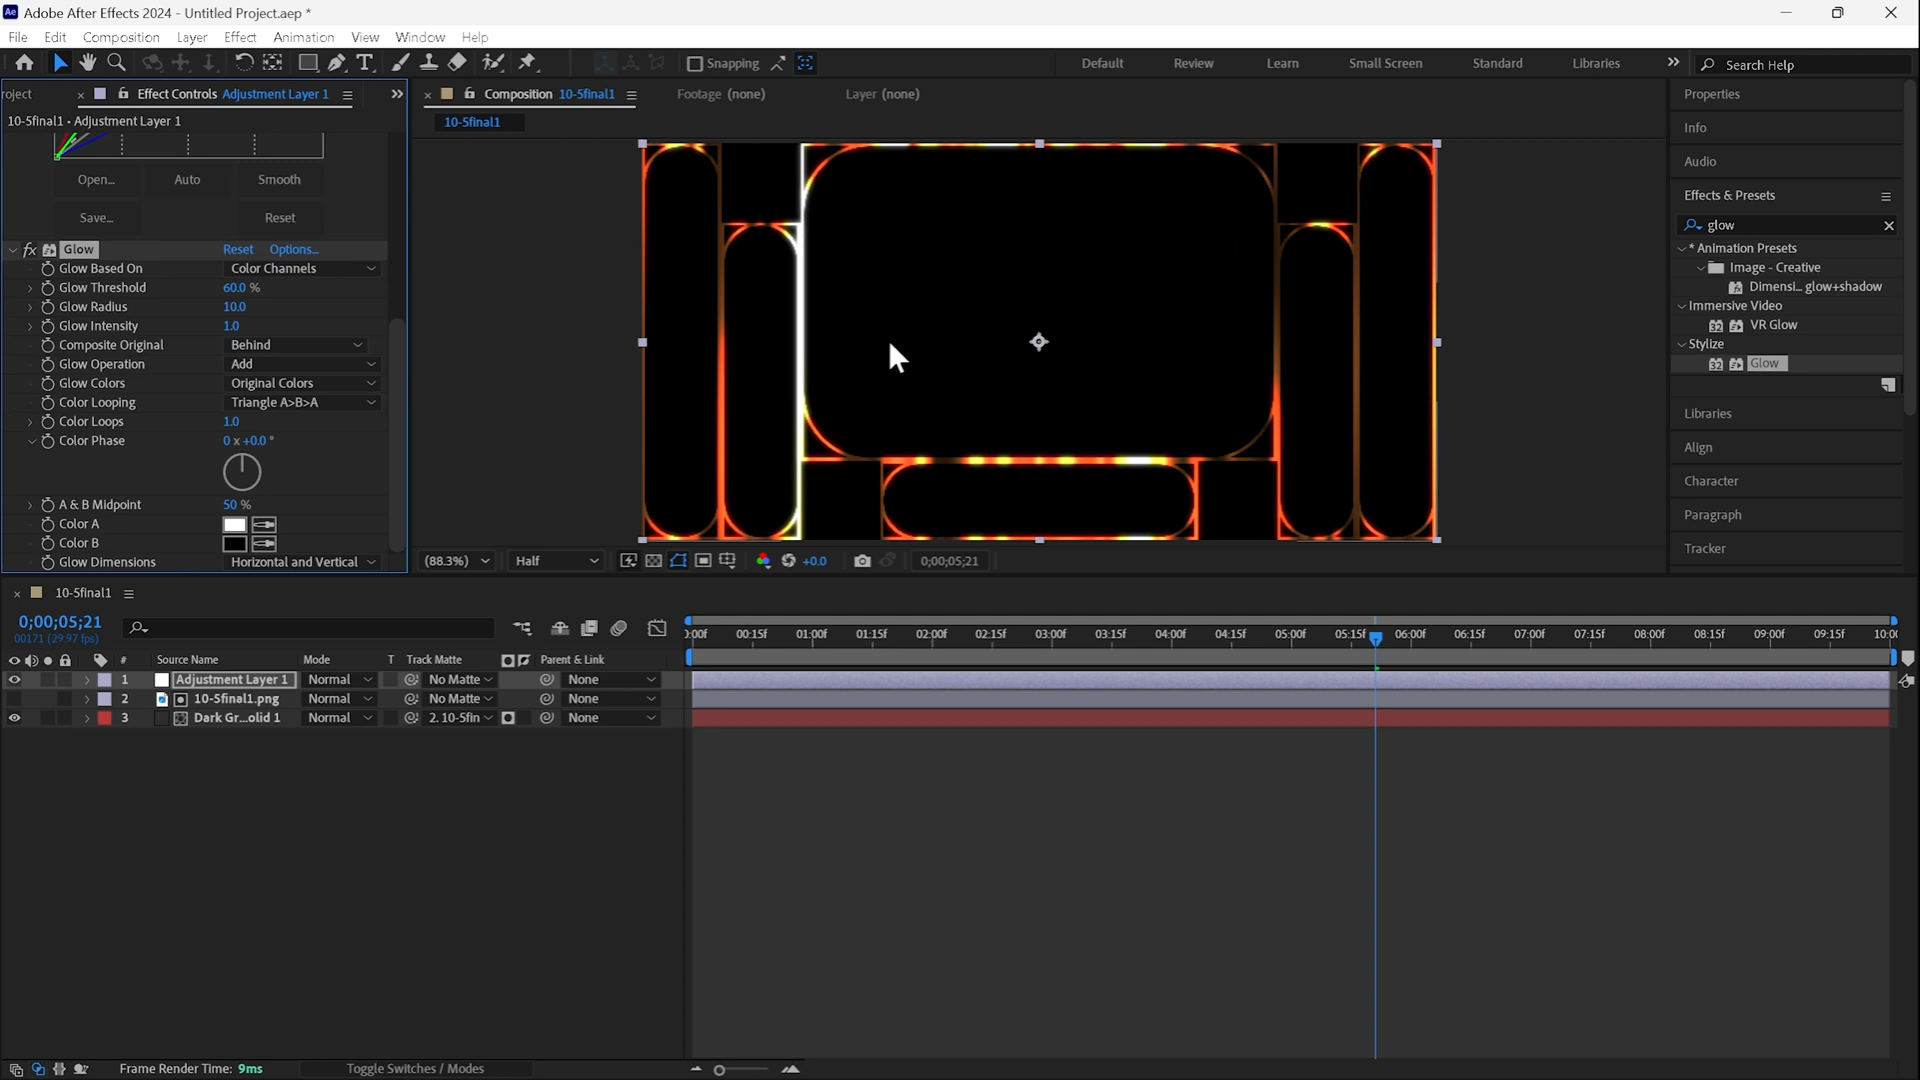 Adobe After Effects 2024 - Untitled Project.aep *
File Edit Composition Layer Effect Animation View Window Help
Snapping Default Review Learn Small Screen Standard Libraries » Search Help
roject × Effect Controls Adjustment Layer 1 »
10-5final1 • Adjustment Layer 1
Open... Auto Smooth
Save... Reset
fx Glow Reset Options...
Glow Based On Color Channels
Glow Threshold 60.0 %
Glow Radius 10.0
Glow Intensity 1.0
Composite Original Behind
Glow Operation Add
Glow Colors Original Colors
Color Looping Triangle A>B>A
Color Loops 1.0
Color Phase 0 x +0.0 °
A & B Midpoint 50 %
Color A
Color B
Glow Dimensions Horizontal and Vertical
× Composition 10-5final1 Footage (none) Layer (none)
10-5final1
(88.3%) Half +0.0 0;00;05;21
Properties
Info
Audio
Effects & Presets
glow
* Animation Presets
Image - Creative
Dimensi... glow+shadow
Immersive Video
32 VR Glow
Stylize
32 Glow
Libraries
Align
Character
Paragraph
Tracker
× 10-5final1
0;00;05;21
00171 (29.97 fps)
# Source Name Mode T Track Matte Parent & Link
1 Adjustment Layer 1 Normal No Matte None
2 10-5final1.png Normal No Matte None
3 Dark Gr...olid 1 Normal 2. 10-5fin None
:00f 00:15f 01:00f 01:15f 02:00f 02:15f 03:00f 03:15f 04:00f 04:15f 05:00f 05:15f 06:00f 06:15f 07:00f 07:15f 08:00f 08:15f 09:00f 09:15f 10:0
Frame Render Time: 9ms Toggle Switches / Modes